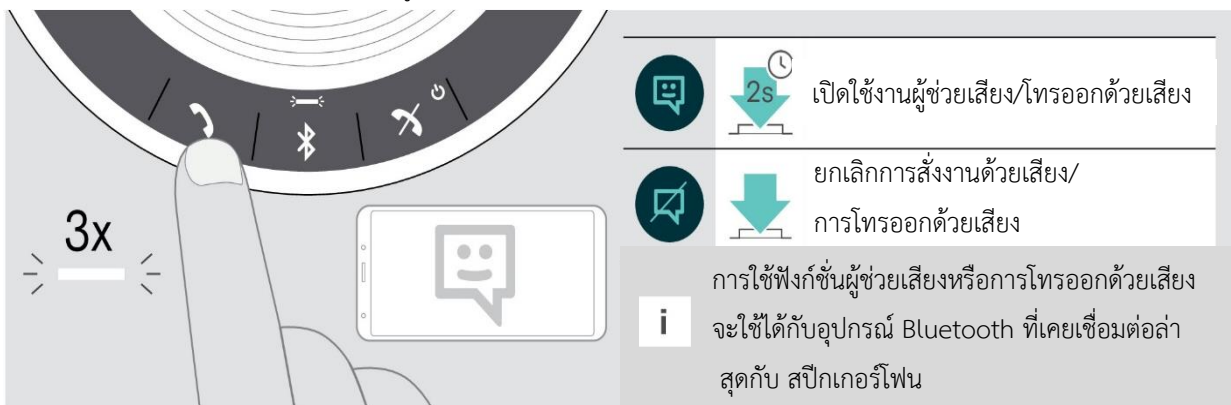 3x
2s
เปิดใช้งานผู้ช่วยเสียง/โทรออกด้วยเสียง
ยกเลิกการสั่งงานด้วยเสียง/
การโทรออกด้วยเสียง
i
การใช้ฟังก์ชั่นผู้ช่วยเสียงหรือการโทรออกด้วยเสียง
จะใช้ได้กับอุปกรณ์ Bluetooth ที่เคยเชื่อมต่อล่า
สุดกับ สปีกเกอร์โฟน